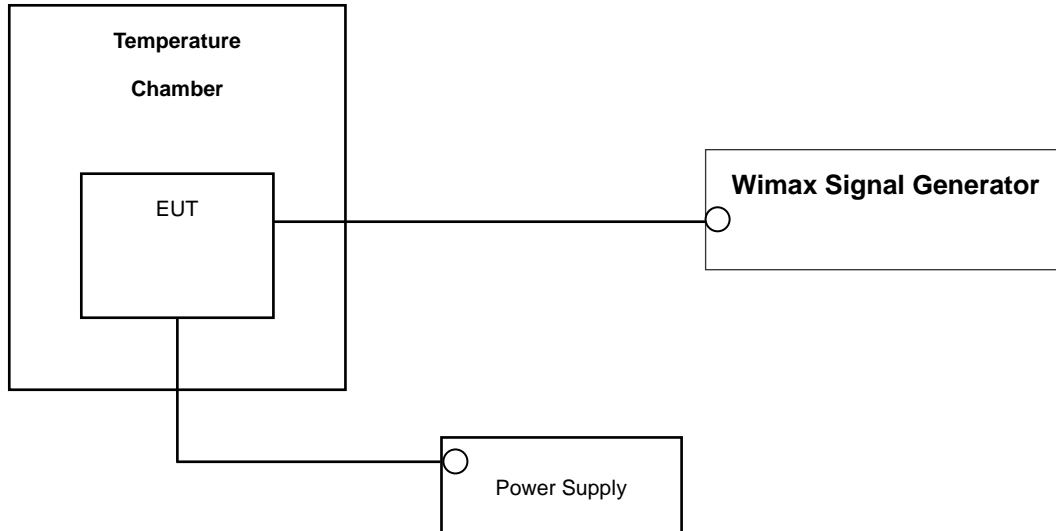 Temperature
Chamber
EUT
Wimax Signal Generator
Power Supply